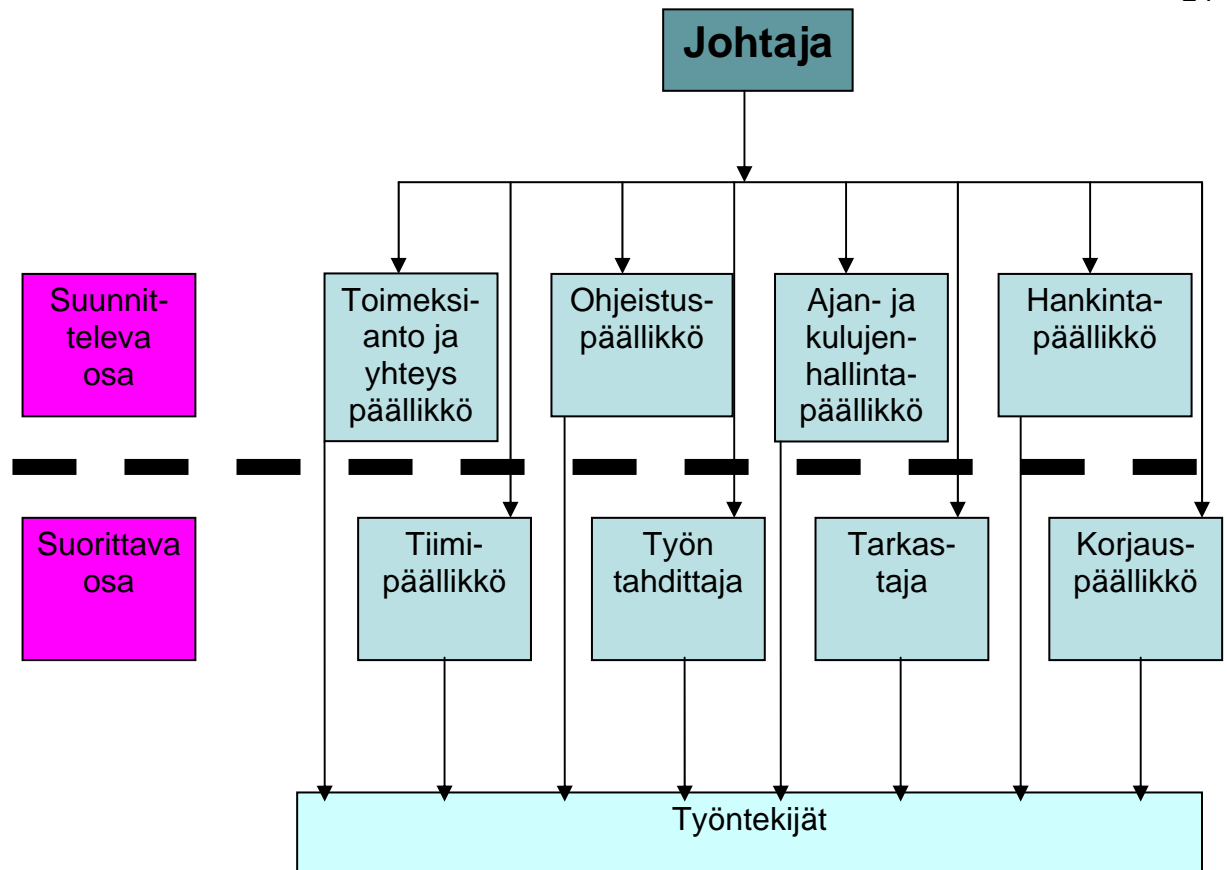 Johtaja
Suunnit-
televa
osa
Toimeksi-
anto ja
yhteys
päällikkö
Ohjeistus-
päällikkö
Ajan- ja
kulujen-
hallinta-
päällikkö
Hankinta-
päällikkö
Suorittava
osa
Tiimi-
päällikkö
Työn
tahdittaja
Tarkas-
taja
Korjaus-
päällikkö
Työntekijät